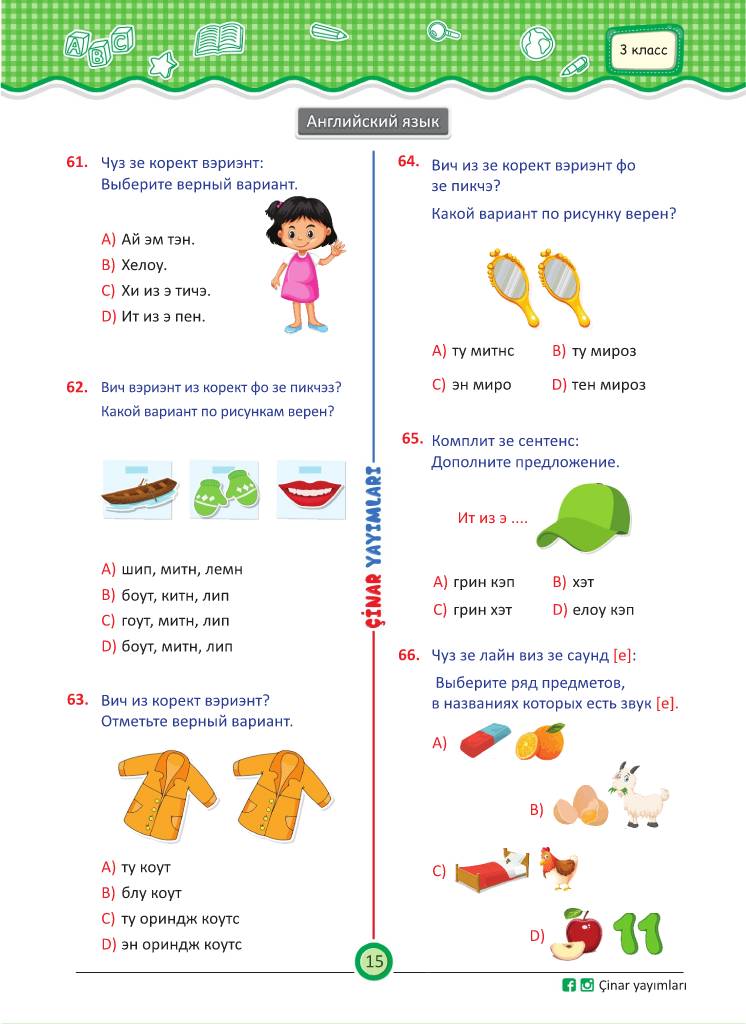 3 класс
Английский язык
61. Чуз зе корект вэриэнт:
Выберите верный вариант.
A) Ай эм тэн.
B) Хелоу.
C) Хи из э тичэ.
D) Ит из э пен.
62. Вич вэриэнт из корект фо зе пикчэз?
Какой вариант по рисункам верен?
A) шип, митн, лемн
B) боут, китн, лип
C) гоут, митн, лип
D) боут, митн, лип
63. Вич из корект вэриэнт?
Отметьте верный вариант.
A) ту коут
B) блу коут
C) ту ориндж коутс
D) эн ориндж коутс
ÇİNAR YAYIMLARI
64. Вич из зе корект вэриэнт фо
зе пикчэ?
Какой вариант по рисунку верен?
A) ту митнс B) ту мироз
C) эн миро D) тен мироз
65. Комплит зе сентенс:
Дополните предложение.
Ит из э ....
A) грин кэп B) хэт
C) грин хэт D) елоу кэп
66. Чуз зе лайн виз зе саунд [e]:
Выберите ряд предметов,
в названиях которых есть звук [e].
A)
B)
C)
D) 11
15
Çinar yayımları